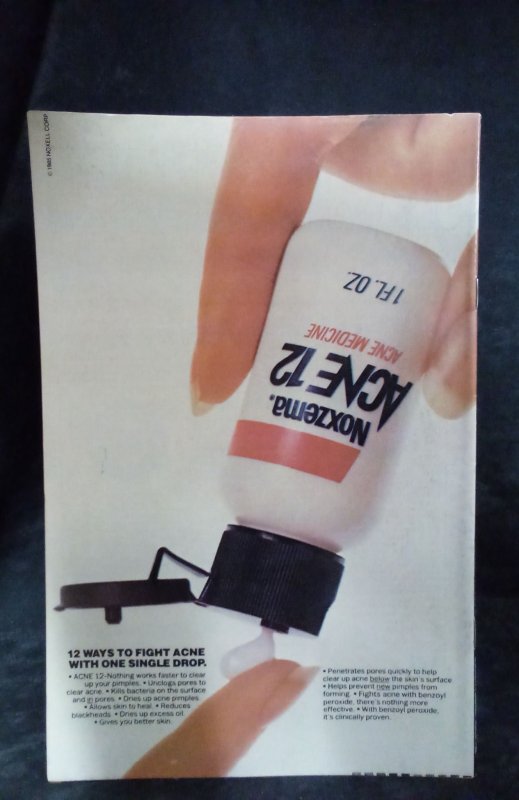 © 1985 NOXELL CORP
1 FL. OZ.
ACNE MEDICINE
ACNE 12
Noxzema.
12 WAYS TO FIGHT ACNE
WITH ONE SINGLE DROP.
• ACNE 12-Nothing works faster to clear
up your pimples. • Unclogs pores to
clear acne. • Kills bacteria on the surface
and in pores. • Dries up acne pimples.
• Allows skin to heal. • Reduces
blackheads. • Dries up excess oil.
• Gives you better skin.
• Penetrates pores quickly to help
clear up acne below the skin's surface.
• Helps prevent new pimples from
forming. • Fights acne with benzoyl
peroxide, there's nothing more
effective. • With benzoyl peroxide,
it's clinically proven.